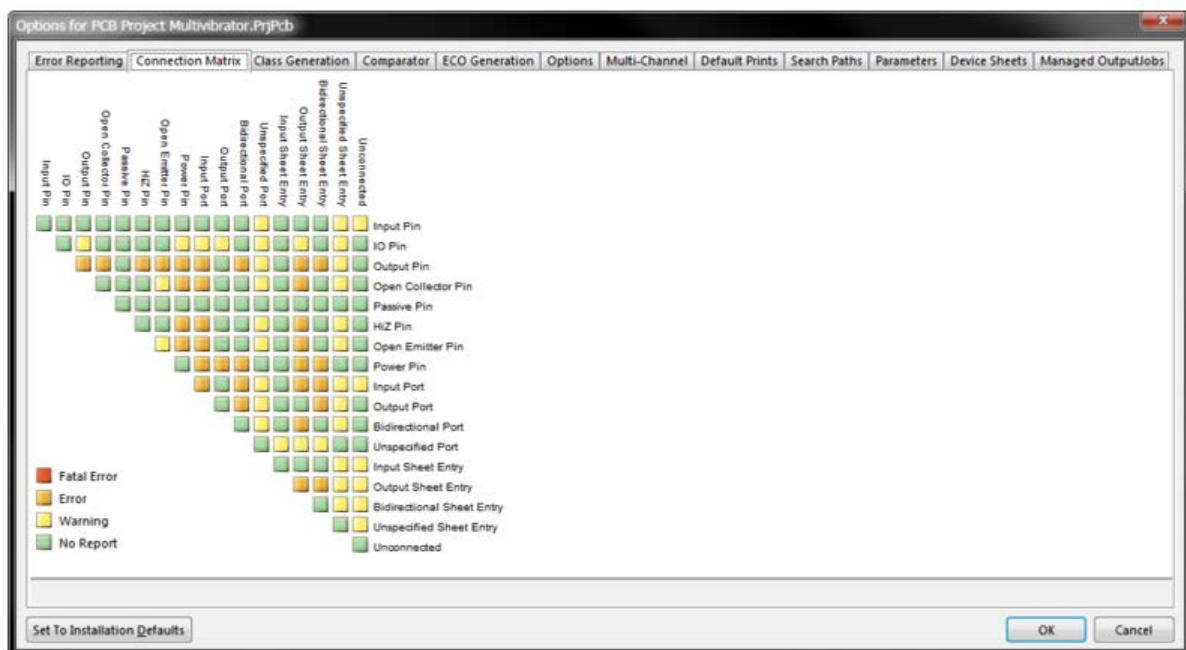 Options for PCB Project Multivibrator.PrjPcb
Error Reporting Connection Matrix Class Generation Comparator ECO Generation Options Multi-Channel Default Prints Search Paths Parameters Device Sheets Managed OutputJobs
Input Pin
IO Pin
Output Pin
Open Collector Pin
Passive Pin
HiZ Pin
Open Emitter Pin
Power Pin
Input Port
Output Port
Bidirectional Port
Unspecified Port
Input Sheet Entry
Output Sheet Entry
Bidirectional Sheet Entry
Unspecified Sheet Entry
Unconnected
Input Pin
IO Pin
Output Pin
Open Collector Pin
Passive Pin
HiZ Pin
Open Emitter Pin
Power Pin
Input Port
Output Port
Bidirectional Port
Unspecified Port
Input Sheet Entry
Output Sheet Entry
Bidirectional Sheet Entry
Unspecified Sheet Entry
Unconnected
Fatal Error
Error
Warning
No Report
Set To Installation Defaults OK Cancel